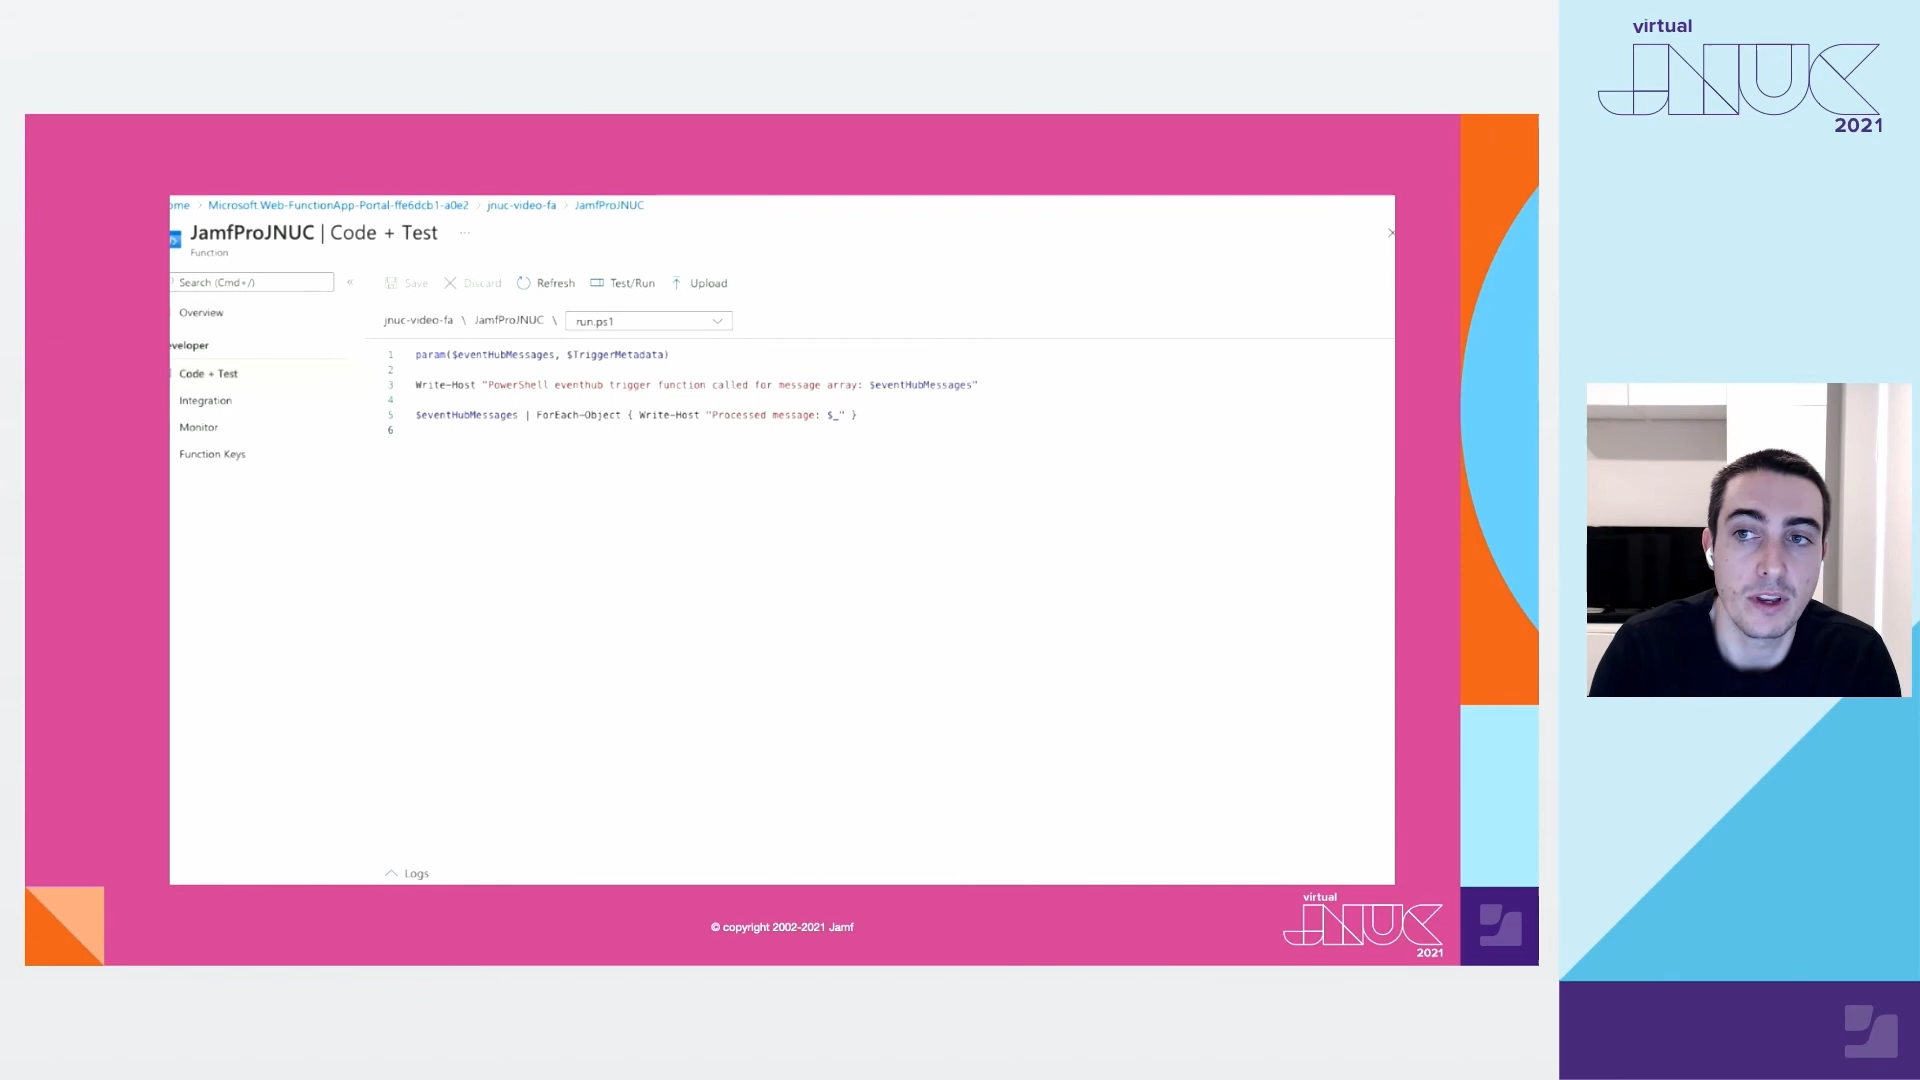 virtual
JNUC
2021
ome > Microsoft.Web-FunctionApp-Portal-ffe6dcb1-a0e2 > jnuc-video-fa > JamfProJNUC
JamfProJNUC | Code + Test ...
Function
Search (Cmd+/)
«
Save
Discard
Refresh
Test/Run
Upload
Overview
jnuc-video-fa \ JamfProJNUC \ run.ps1
eveloper
Code + Test
Integration
Monitor
Function Keys
1 param($eventHubMessages, $TriggerMetadata)
2
3 Write-Host "PowerShell eventhub trigger function called for message array: $eventHubMessages"
4
5 $eventHubMessages | ForEach-Object { Write-Host "Processed message: $_" }
6
Logs
© copyright 2002-2021 Jamf
virtual
JNUC
2021